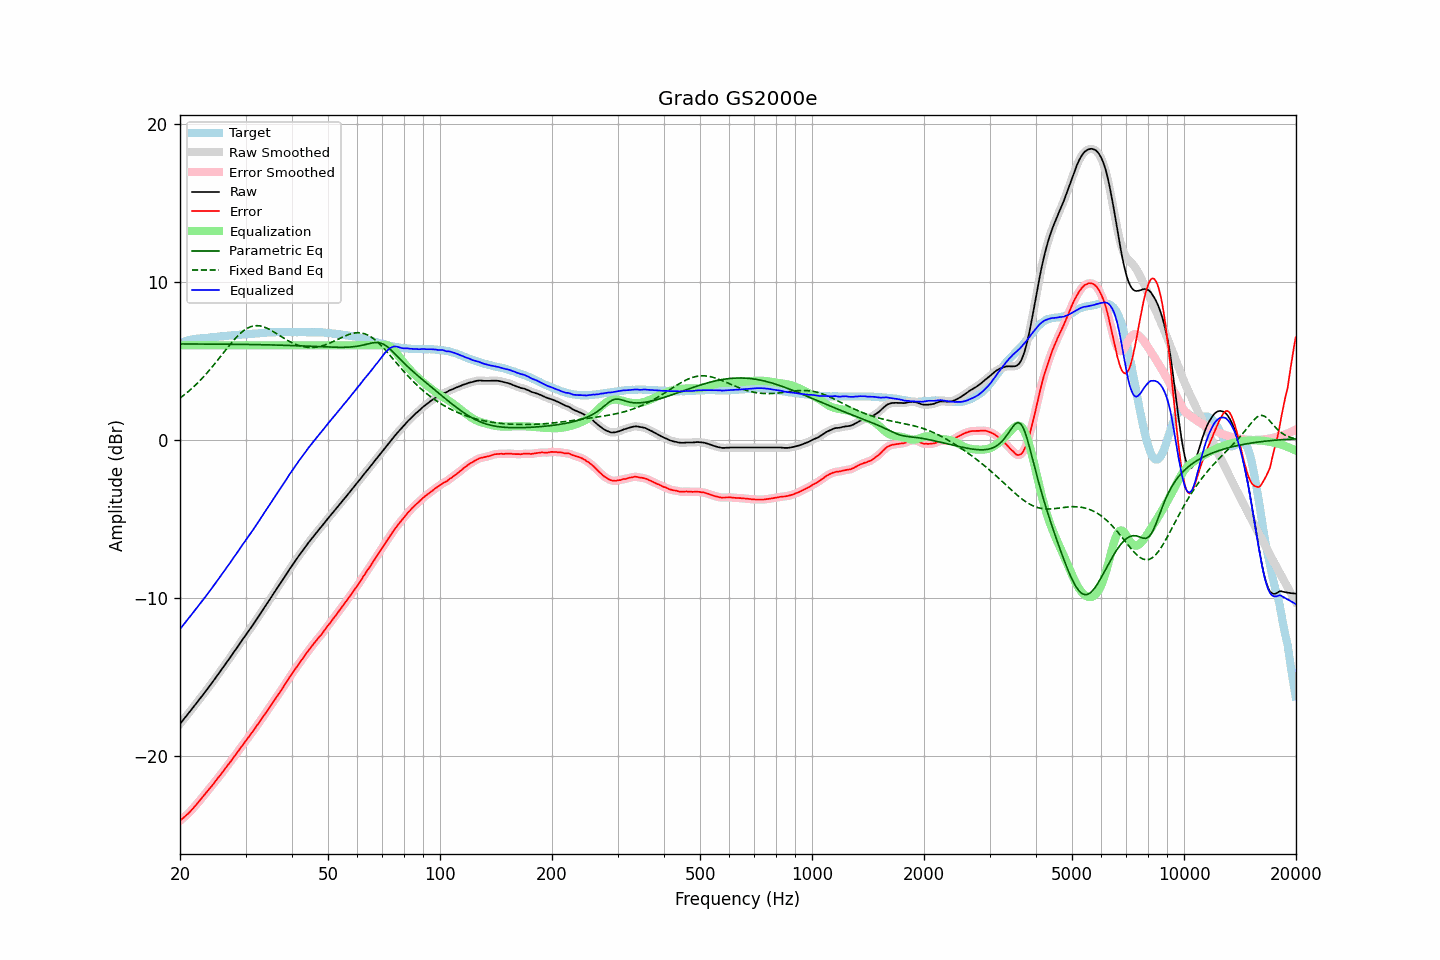 Grado GS2000e
Target
Raw Smoothed
Error Smoothed
Raw
Error
Equalization
Parametric Eq
Fixed Band Eq
Equalized
20
10
0
−10
−20
Amplitude (dBr)
20
50
100
200
500
1000
2000
5000
10000
20000
Frequency (Hz)